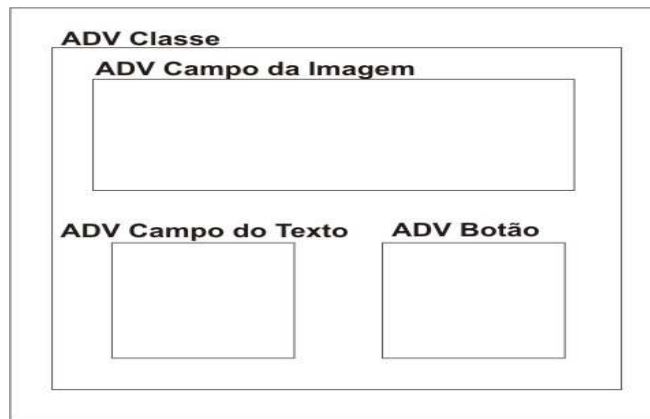 ADV Classe
ADV Campo da Imagem
ADV Campo do Texto
ADV Botão